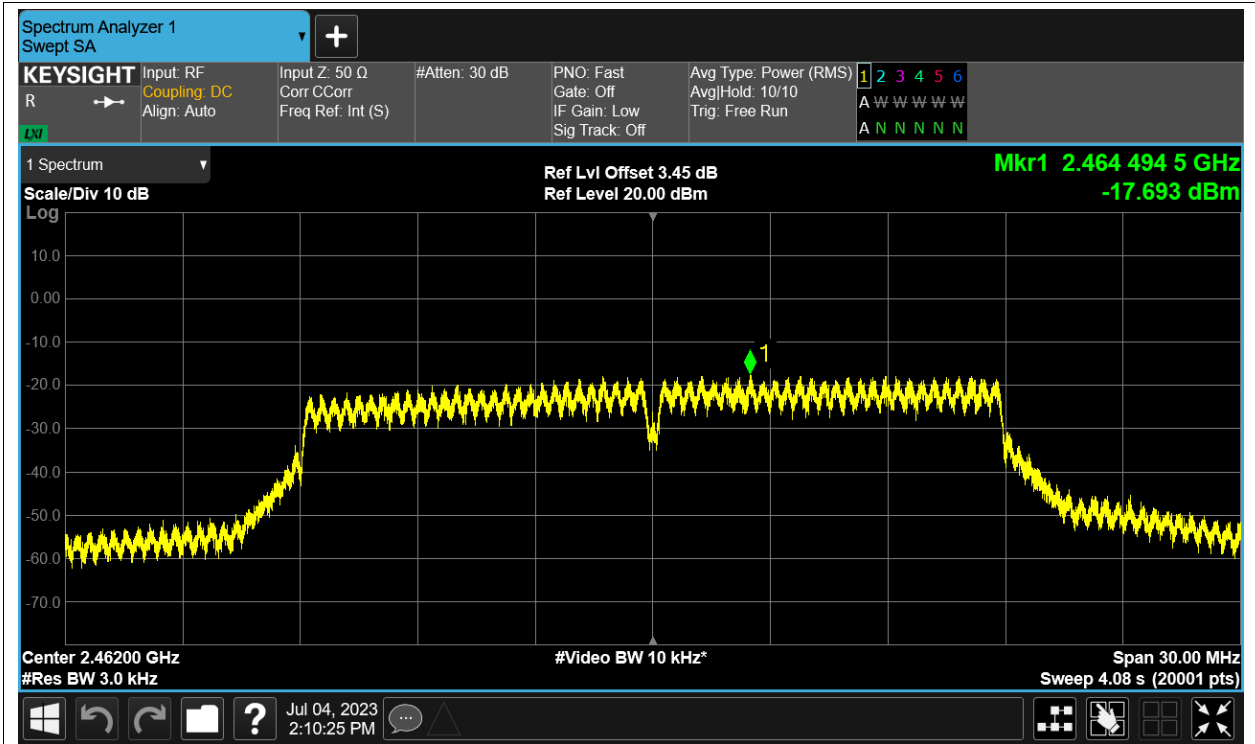 Spectrum Analyzer 1
Swept SA
KEYSIGHT
R
LXI
Input: RF
Coupling: DC
Align: Auto
Input Z: 50 Ω
Corr CCorr
Freq Ref: Int (S)
#Atten: 30 dB
PNO: Fast
Gate: Off
IF Gain: Low
Sig Track: Off
Avg Type: Power (RMS)
Avg|Hold: 10/10
Trig: Free Run
1 2 3 4 5 6
A W W W W W
A N N N N N
1 Spectrum
Scale/Div 10 dB
Log
Ref Lvl Offset 3.45 dB
Ref Level 20.00 dBm
Mkr1 2.464 494 5 GHz
-17.693 dBm
10.0
0.00
-10.0
1
-20.0
-30.0
-40.0
-50.0
-60.0
-70.0
Center 2.46200 GHz
#Res BW 3.0 kHz
#Video BW 10 kHz*
Span 30.00 MHz
Sweep 4.08 s (20001 pts)
?
Jul 04, 2023
2:10:25 PM